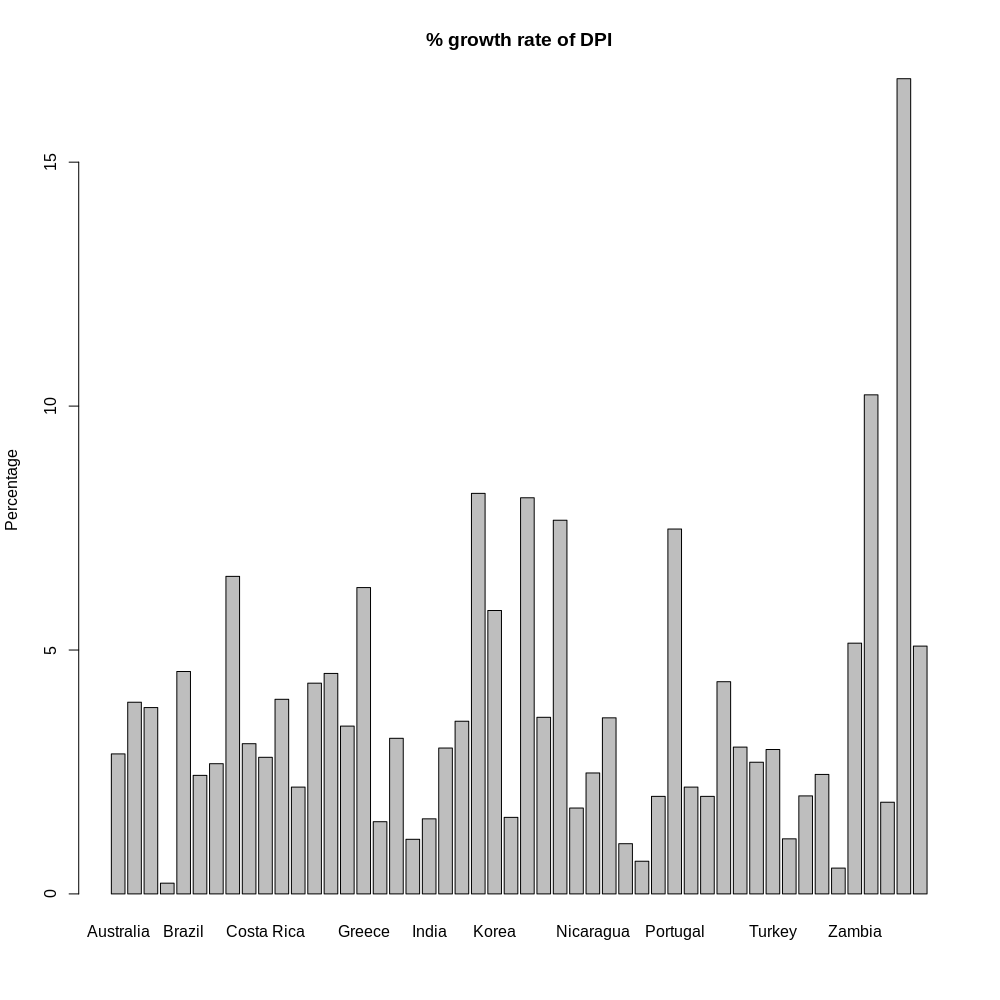 % growth rate of DPI
Percentage
15
10
5
0
Australia Brazil Costa Rica Greece India Korea Nicaragua Portugal Turkey Zambia